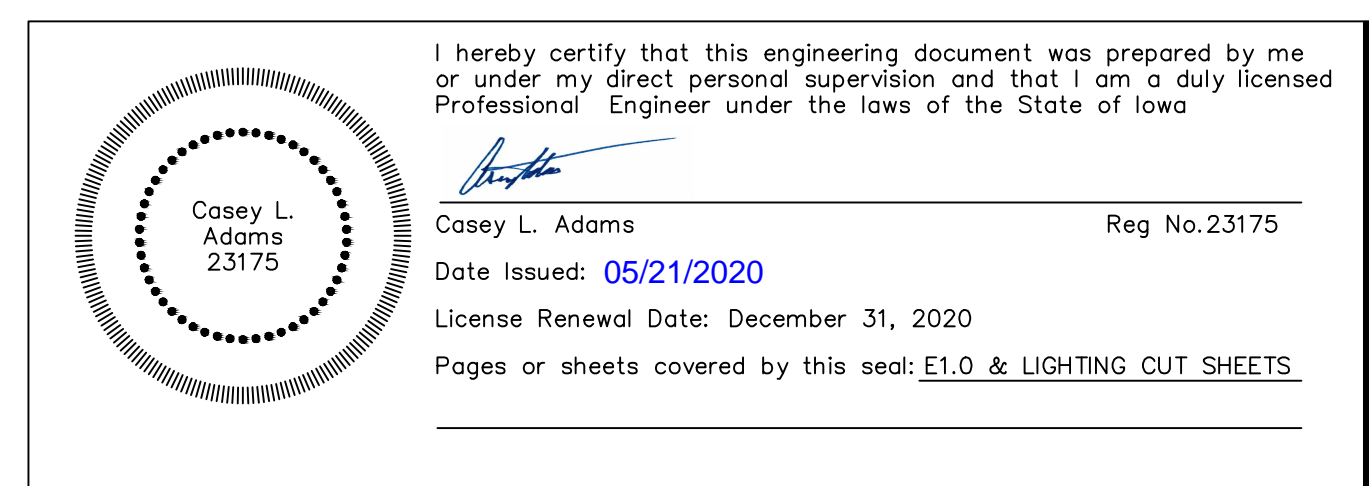 I hereby certify that this engineering document was prepared by me
or under my direct personal supervision and that I am a duly licensed
Professional Engineer under the laws of the State of Iowa
Casey L.
Adams
23175
Casey L. Adams Reg No.23175
Date Issued: 05/21/2020
License Renewal Date: December 31, 2020
Pages or sheets covered by this seal: E1.0 & LIGHTING CUT SHEETS